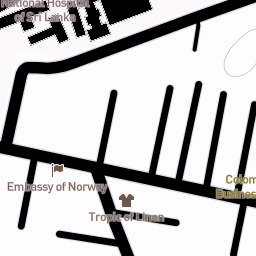 National Hospital
of Sri Lanka
Embassy of Norway
Tropic of Linen
Colom
Busines